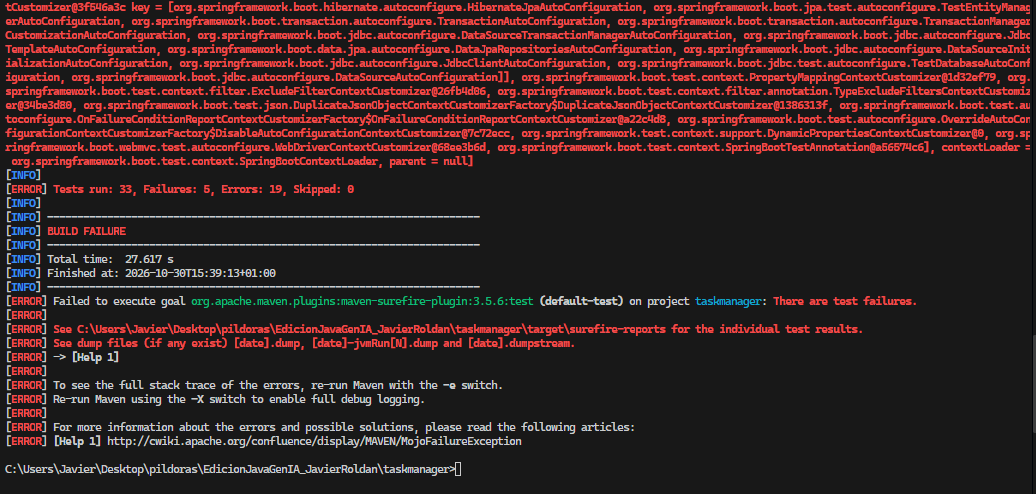 tCustomizer@3f646a3c key = [org.springframework.boot.hibernate.autoconfigure.HibernateJpaAutoConfiguration, org.springframework.boot.jpa.test.autoconfigure.TestEntityManag
erAutoConfiguration, org.springframework.boot.transaction.autoconfigure.TransactionAutoConfiguration, org.springframework.boot.transaction.autoconfigure.TransactionManager
CustomizationAutoConfiguration, org.springframework.boot.jdbc.autoconfigure.DataSourceTransactionManagerAutoConfiguration, org.springframework.boot.jdbc.autoconfigure.Jdbc
TemplateAutoConfiguration, org.springframework.boot.data.jpa.autoconfigure.DataJpaRepositoriesAutoConfiguration, org.springframework.boot.jdbc.autoconfigure.DataSourceInit
ializationAutoConfiguration, org.springframework.boot.jdbc.autoconfigure.JdbcClientAutoConfiguration, org.springframework.boot.jdbc.test.autoconfigure.TestDatabaseAutoConf
iguration, org.springframework.boot.jdbc.autoconfigure.DataSourceAutoConfiguration]], org.springframework.boot.test.context.PropertyMappingContextCustomizer@1d32ef79, org.
springframework.boot.test.context.filter.ExcludeFilterContextCustomizer@26fb4d06, org.springframework.boot.test.context.filter.annotation.TypeExcludeFiltersContextCustomiz
er@34be3d80, org.springframework.boot.test.json.DuplicateJsonObjectContextCustomizerFactory$DuplicateJsonObjectContextCustomizer@1386313f, org.springframework.boot.test.au
toconfigure.OnFailureConditionReportContextCustomizerFactory$OnFailureConditionReportContextCustomizer@a22c4d8, org.springframework.boot.test.autoconfigure.OverrideAutoCon
figurationContextCustomizerFactory$DisableAutoConfigurationContextCustomizer@7c72ecc, org.springframework.test.context.support.DynamicPropertiesContextCustomizer@0, org.sp
ringframework.boot.webmvc.test.autoconfigure.WebDriverContextCustomizer@68ee3b6d, org.springframework.boot.test.context.SpringBootTestAnnotation@a56574c6], contextLoader =
org.springframework.boot.test.context.SpringBootContextLoader, parent = null]
[INFO]
[ERROR] Tests run: 33, Failures: 5, Errors: 19, Skipped: 0
[INFO]
[INFO] ------------------------------------------------------------------------
[INFO] BUILD FAILURE
[INFO] ------------------------------------------------------------------------
[INFO] Total time:  27.617 s
[INFO] Finished at: 2026-10-30T15:39:13+01:00
[INFO] ------------------------------------------------------------------------
[ERROR] Failed to execute goal org.apache.maven.plugins:maven-surefire-plugin:3.5.6:test (default-test) on project taskmanager: There are test failures.
[ERROR]
[ERROR] See C:\Users\Javier\Desktop\pildoras\EdicionJavaGenIA_JavierRoldan\taskmanager\target\surefire-reports for the individual test results.
[ERROR] See dump files (if any exist) [date].dump, [date]-jvmRun[N].dump and [date].dumpstream.
[ERROR] -> [Help 1]
[ERROR]
[ERROR] To see the full stack trace of the errors, re-run Maven with the -e switch.
[ERROR] Re-run Maven using the -X switch to enable full debug logging.
[ERROR]
[ERROR] For more information about the errors and possible solutions, please read the following articles:
[ERROR] [Help 1] http://cwiki.apache.org/confluence/display/MAVEN/MojoFailureException
C:\Users\Javier\Desktop\pildoras\EdicionJavaGenIA_JavierRoldan\taskmanager>